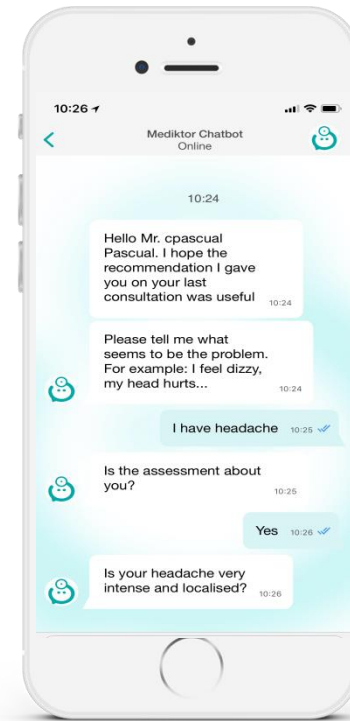 10:26
Mediktor Chatbot
Online
10:24
Hello Mr. cpascual
Pascual. I hope the
recommendation I gave
you on your last
consultation was useful 10:24
Please tell me what
seems to be the problem.
For example: I feel dizzy,
my head hurts... 10:24
I have headache 10:25
Is the assessment about
you? 10:25
Yes 10:26
Is your headache very
intense and localised? 10:26